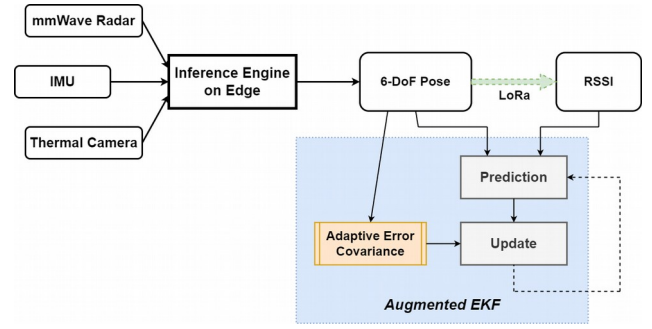 mmWave Radar
IMU
Thermal Camera
Inference Engine
on Edge
6-DoF Pose
LoRa
RSSI
Prediction
Adaptive Error
Covariance
Update
Augmented EKF